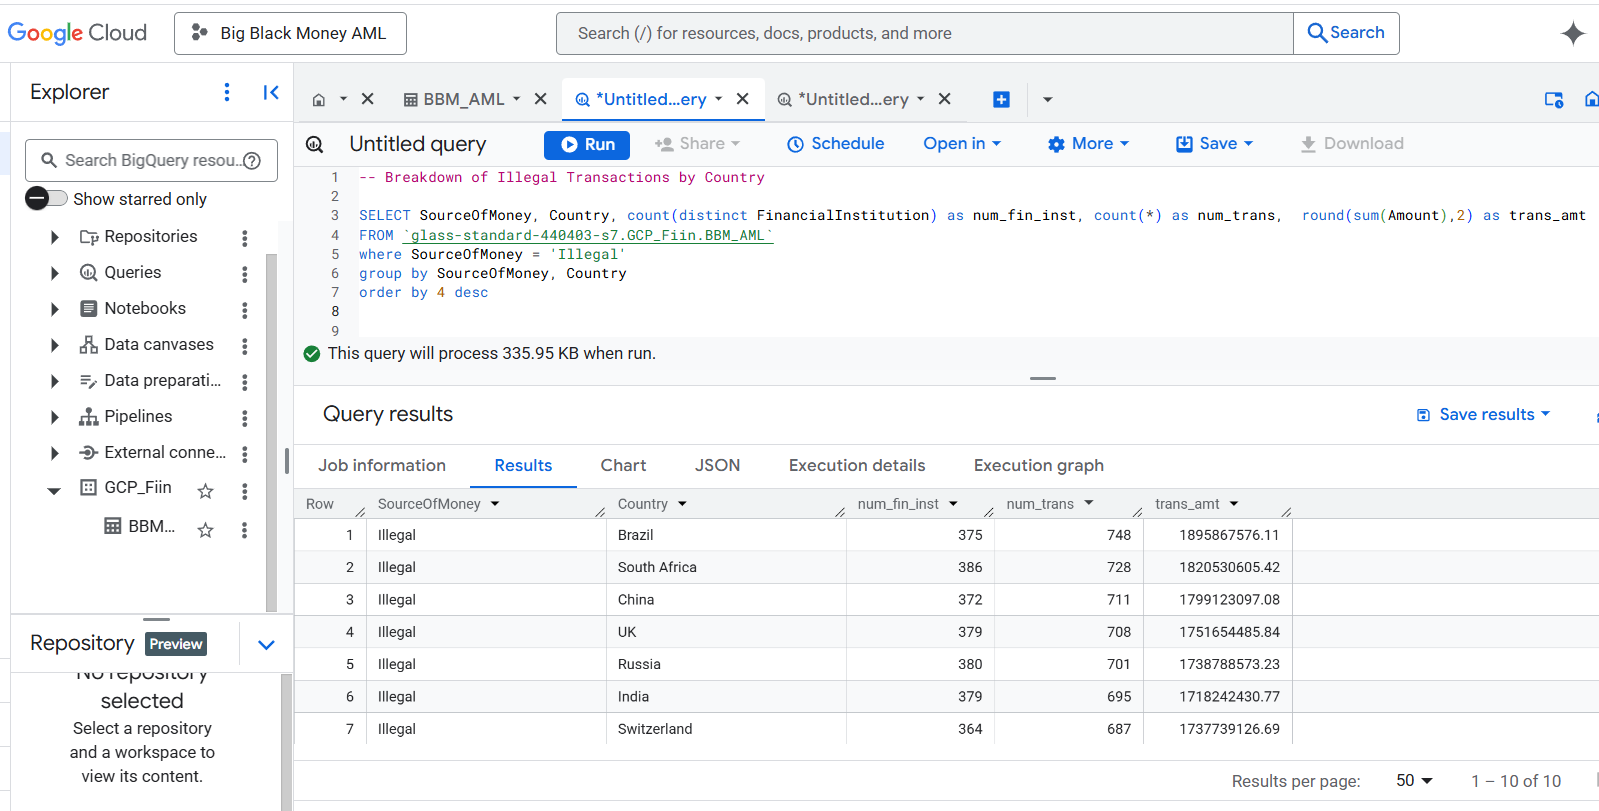 Google Cloud
Big Black Money AML
Search (/) for resources, docs, products, and more
Search
Explorer
BBM_AML
*Untitled...ery
*Untitled...ery
Search BigQuery resou..
Show starred only
Repositories
Queries
Notebooks
Data canvases
Data preparati...
Pipelines
External conne...
GCP_Fiin
BBM...
Repository Preview
No repository
selected
Select a repository
and a workspace to
view its content.
Untitled query
Run
Share
Schedule
Open in
More
Save
Download
1 -- Breakdown of Illegal Transactions by Country
2
3 SELECT SourceOfMoney, Country, count(distinct FinancialInstitution) as num_fin_inst, count(*) as num_trans,  round(sum(Amount),2) as trans_amt
4 FROM `glass-standard-440403-s7.GCP_Fiin.BBM_AML`
5 where SourceOfMoney = 'Illegal'
6 group by SourceOfMoney, Country
7 order by 4 desc
8
9
This query will process 335.95 KB when run.
Query results
Save results
Job information Results Chart JSON Execution details Execution graph
Row SourceOfMoney Country num_fin_inst num_trans trans_amt
1 Illegal Brazil 375 748 1895867576.11
2 Illegal South Africa 386 728 1820530605.42
3 Illegal China 372 711 1799123097.08
4 Illegal UK 379 708 1751654485.84
5 Illegal Russia 380 701 1738788573.23
6 Illegal India 379 695 1718242430.77
7 Illegal Switzerland 364 687 1737739126.69
Results per page: 50 1 – 10 of 10